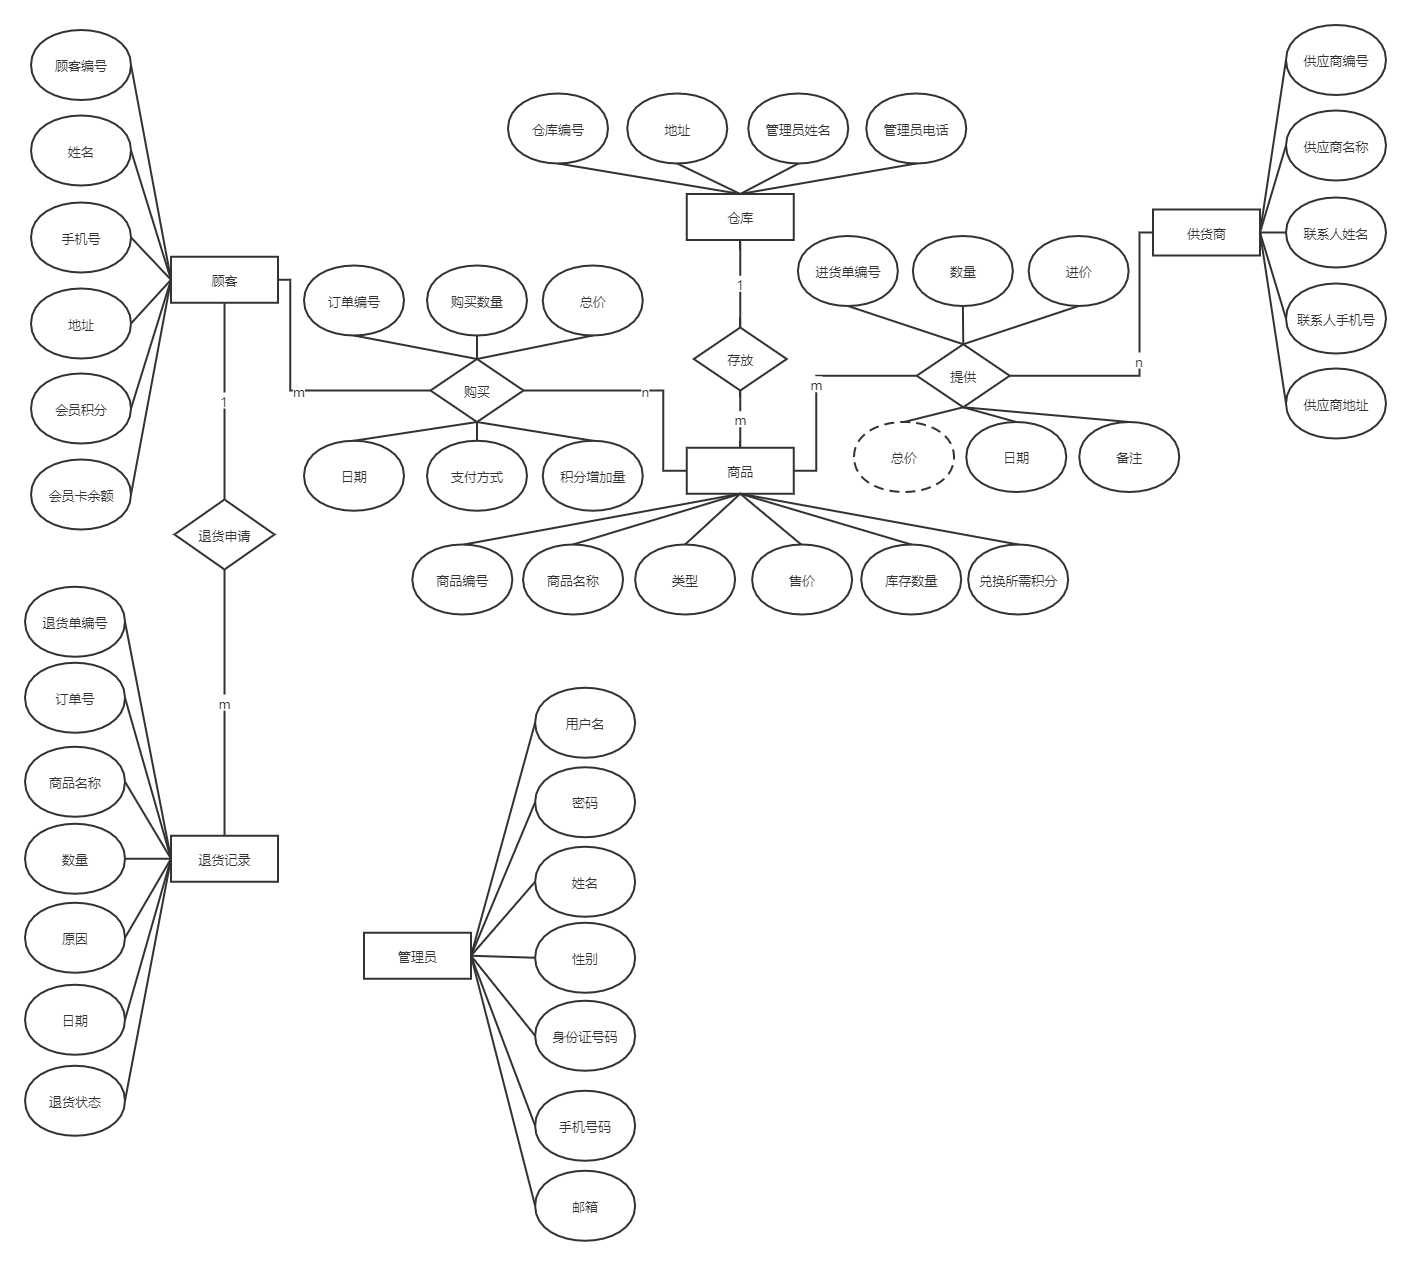 顾客编号
姓名
手机号
地址
会员积分
会员卡余额
顾客
1
退货申请
m
退货记录
退货单编号
订单号
商品名称
数量
原因
日期
退货状态
订单编号
购买数量
总价
m
购买
n
日期
支付方式
积分增加量
仓库编号
地址
管理员姓名
管理员电话
仓库
1
存放
m
商品
商品编号
商品名称
类型
售价
库存数量
兑换所需积分
进货单编号
数量
进价
m
提供
n
总价
日期
备注
供货商
供应商编号
供应商名称
联系人姓名
联系人手机号
供应商地址
管理员
用户名
密码
姓名
性别
身份证号码
手机号码
邮箱